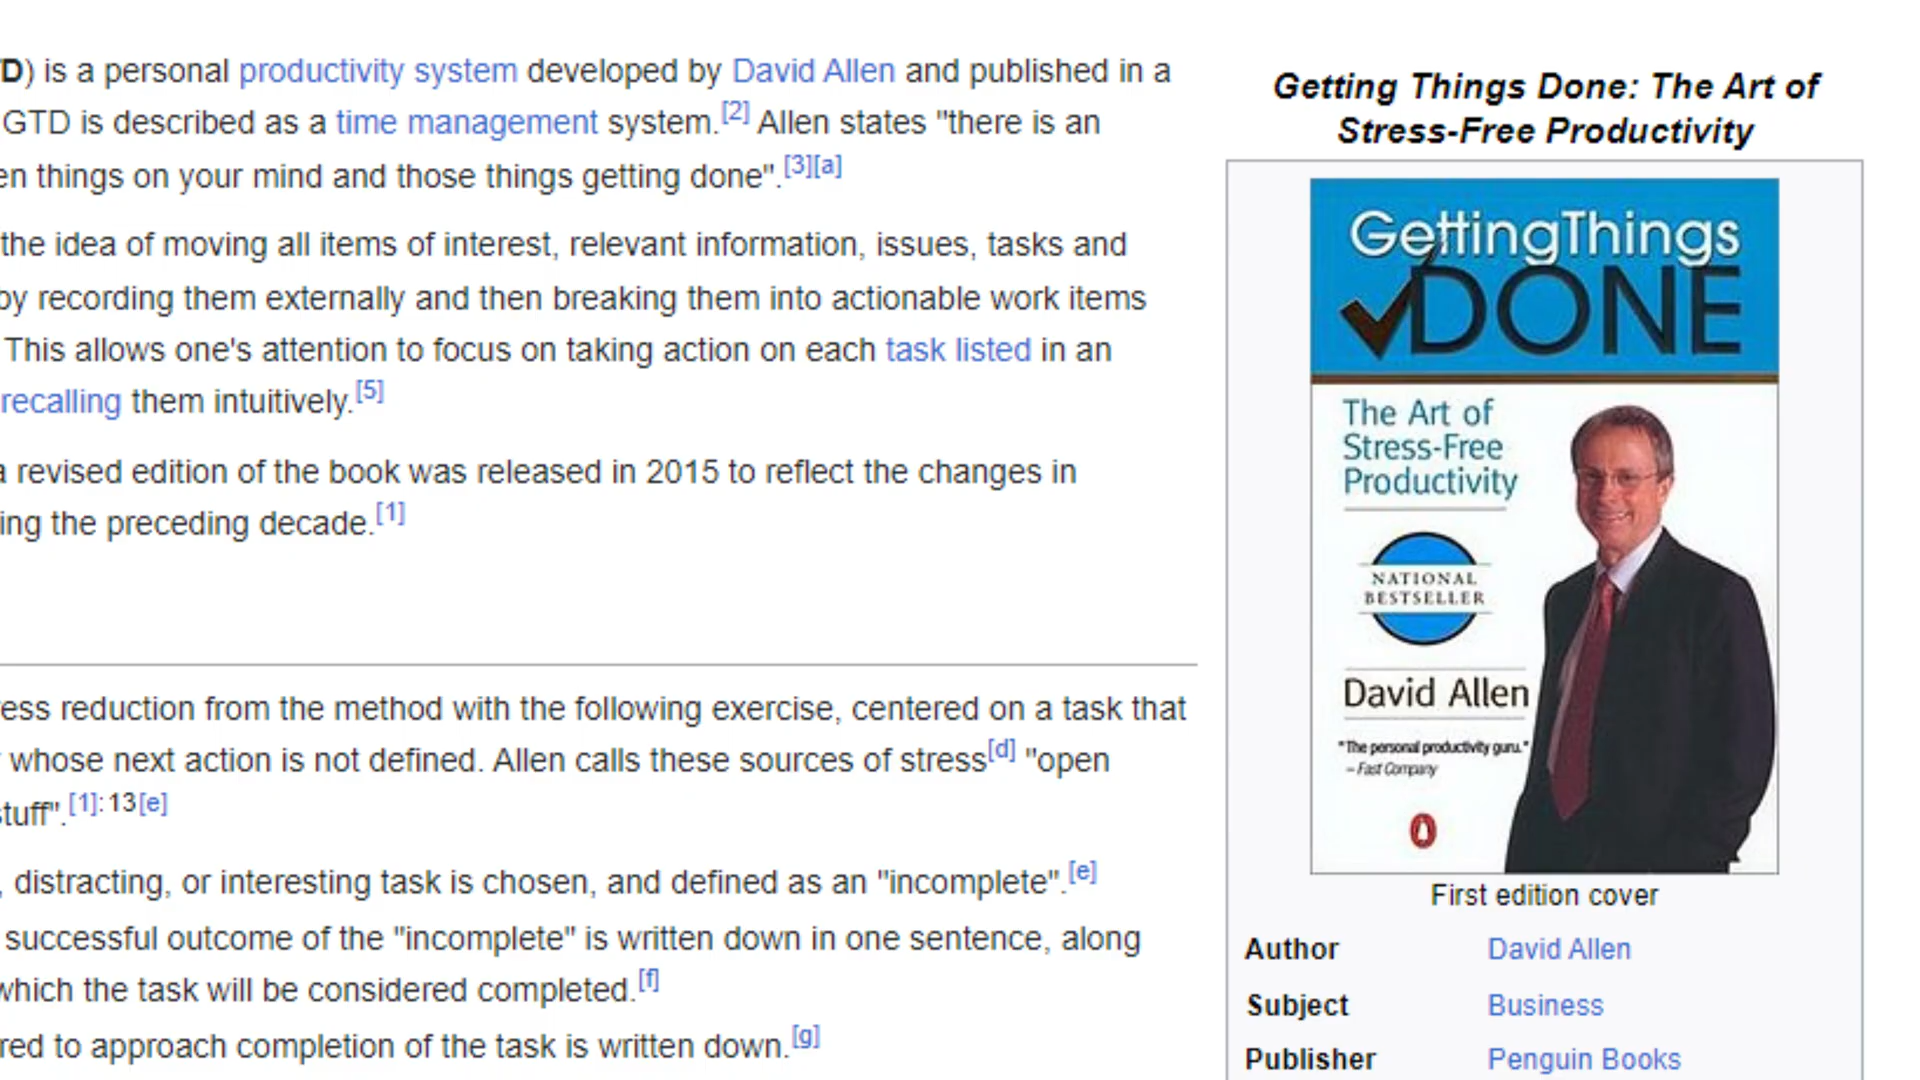 D) is a personal productivity system developed by David Allen and published in a
GTD is described as a time management system.[2] Allen states "there is an
en things on your mind and those things getting done".[3][a]
the idea of moving all items of interest, relevant information, issues, tasks and
by recording them externally and then breaking them into actionable work items
This allows one's attention to focus on taking action on each task listed in an
recalling them intuitively.[5]
a revised edition of the book was released in 2015 to reflect the changes in
ing the preceding decade.[1]
ess reduction from the method with the following exercise, centered on a task that
whose next action is not defined. Allen calls these sources of stress[d] "open
stuff".[1]:13[e]
, distracting, or interesting task is chosen, and defined as an "incomplete".[e]
successful outcome of the "incomplete" is written down in one sentence, along
which the task will be considered completed.[f]
red to approach completion of the task is written down.[g]
Getting Things Done: The Art of
Stress-Free Productivity
GettingThings
DONE
The Art of
Stress-Free
Productivity
NATIONAL
BESTSELLER
David Allen
"The personal productivity guru."
– Fast Company
First edition cover
Author David Allen
Subject Business
Publisher Penguin Books